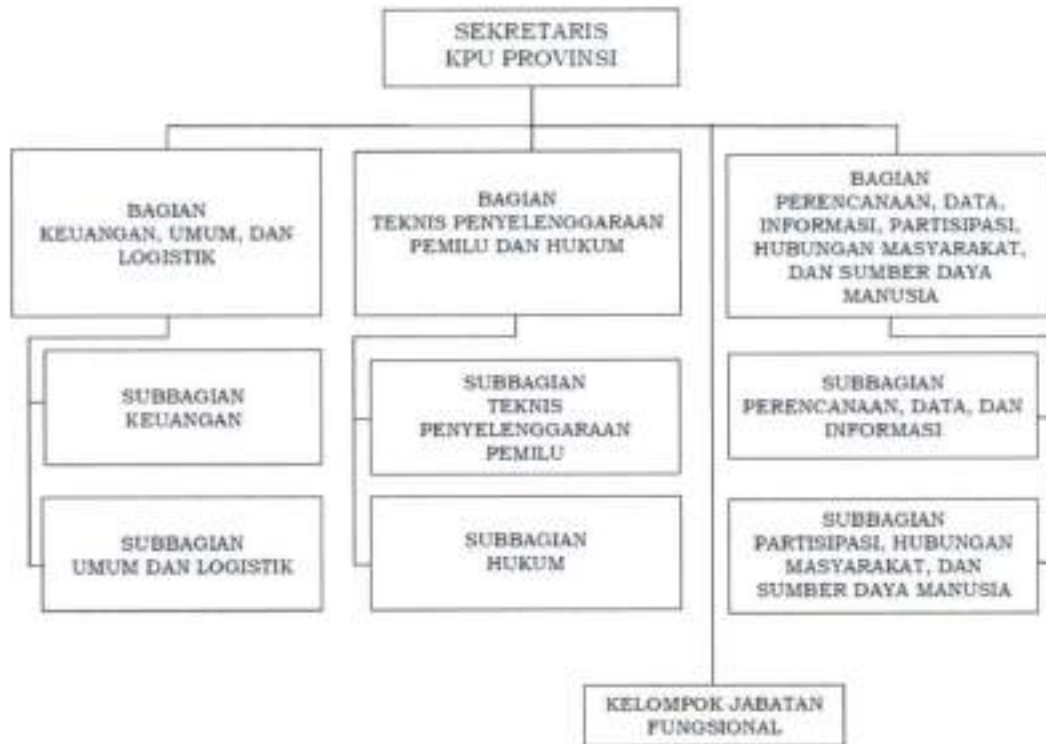 SEKRETARIS
KPU PROVINSI
BAGIAN
KEUANGAN, UMUM, DAN
LOGISTIK
BAGIAN
TEKNIS PENYELENGGARAAN
PEMILU DAN HUKUM
BAGIAN
PERENCANAAN, DATA,
INFORMASI, PARTISIPASI,
HUBUNGAN MASYARAKAT,
DAN SUMBER DAYA
MANUSIA
SUBBAGIAN
KEUANGAN
SUBBAGIAN
TEKNIS
PENYELENGGARAAN
PEMILU
SUBBAGIAN
PERENCANAAN, DATA, DAN
INFORMASI
SUBBAGIAN
UMUM DAN LOGISTIK
SUBBAGIAN
HUKUM
SUBBAGIAN
PARTISIPASI, HUBUNGAN
MASYARAKAT, DAN
SUMBER DAYA MANUSIA
KELOMPOK JABATAN
FUNGSIONAL